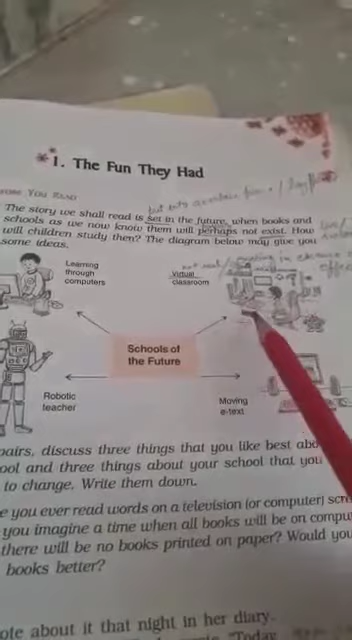 1. The Fun They Had
YOU READ
The story we shall read is set in the future, when books and
schools as we now know them will perhaps not exist. How
will children study then? The diagram below may give you
some ideas.
Learning
through
computers
Virtual
classroom
Schools of
the Future
Robotic
teacher
Moving
e-text
pairs, discuss three things that you like best
ool and three things about your school that you
to change. Write them down.
e you ever read words on a television (or computer)
you imagine a time when all books will be on
there will be no books printed on paper? Would you
books better?
ote about it that night in her diary.
"Today